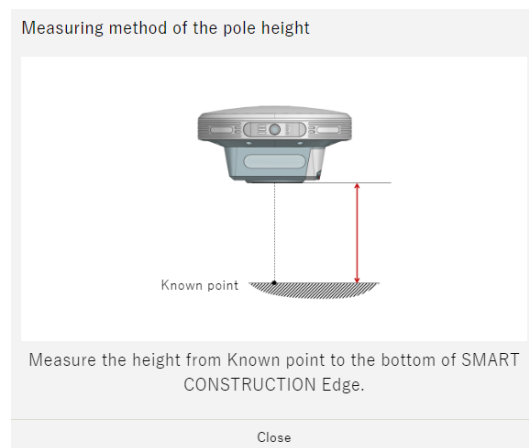 Measuring method of the pole height
Known point
Measure the height from Known point to the bottom of SMART
CONSTRUCTION Edge.
Close